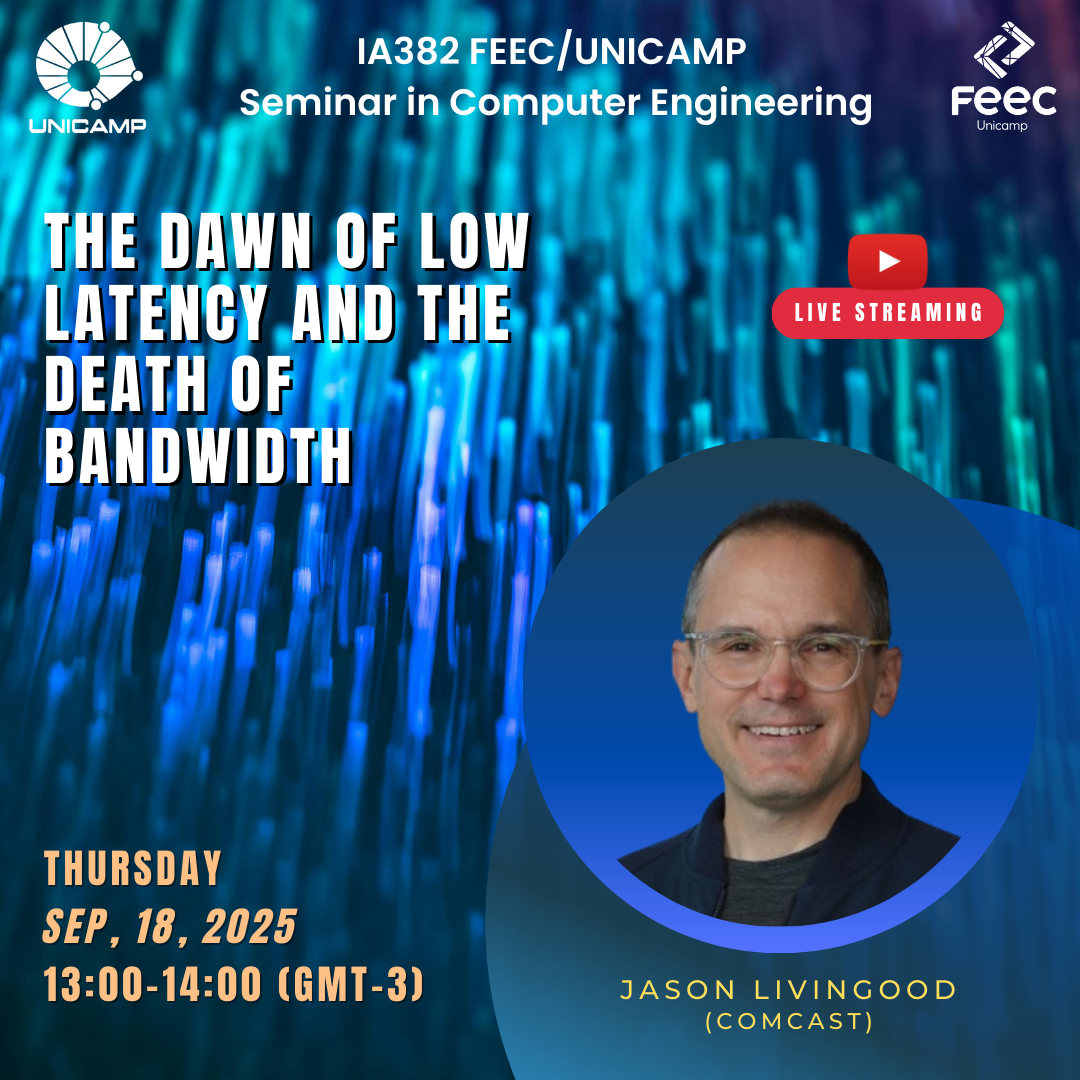 UNICAMP
IA382 FEEC/UNICAMP
Seminar in Computer Engineering
Feec
Unicamp
THE DAWN OF LOW
LATENCY AND THE
DEATH OF
BANDWIDTH
LIVE STREAMING
THURSDAY
SEP, 18, 2025
13:00-14:00 (GMT-3)
JASON LIVINGOOD
(COMCAST)